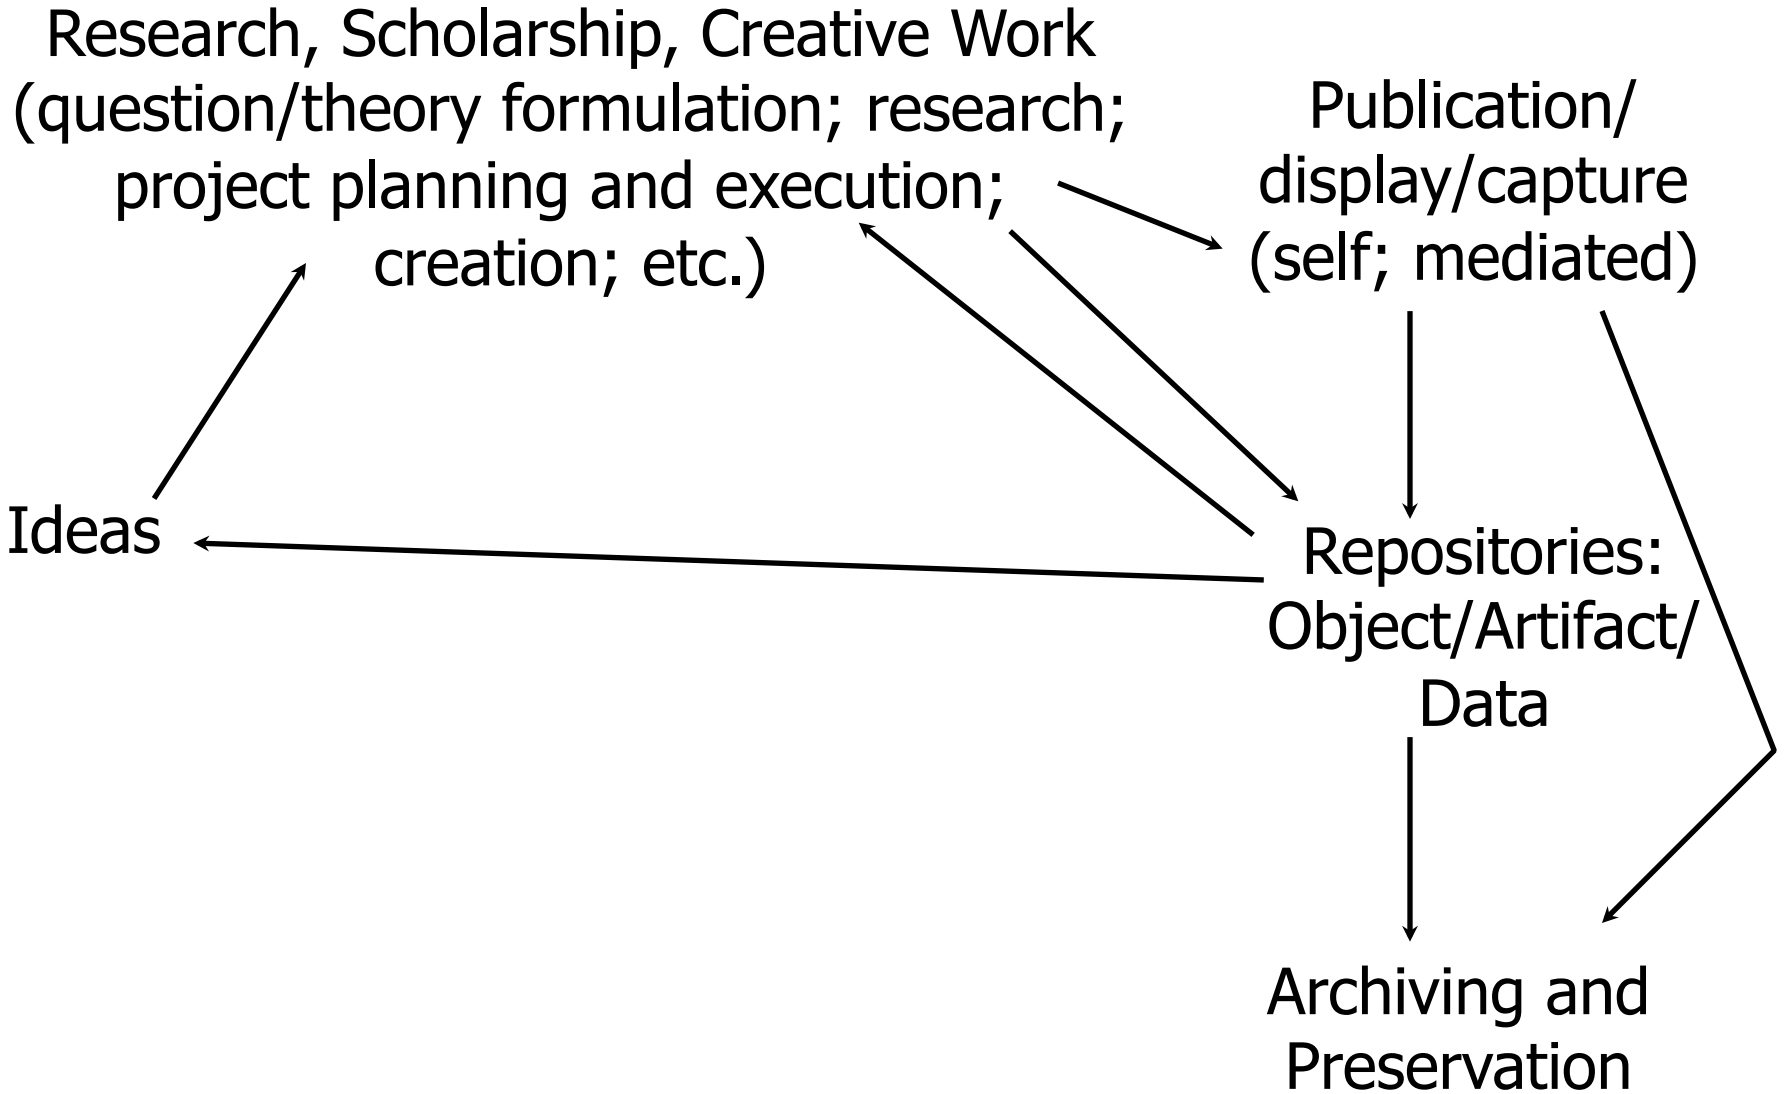 Research, Scholarship, Creative Work
(question/theory formulation; research;
project planning and execution;
creation; etc.)
Publication/
display/capture
(self; mediated)
Ideas
Repositories:
Object/Artifact/
Data
Archiving and
Preservation